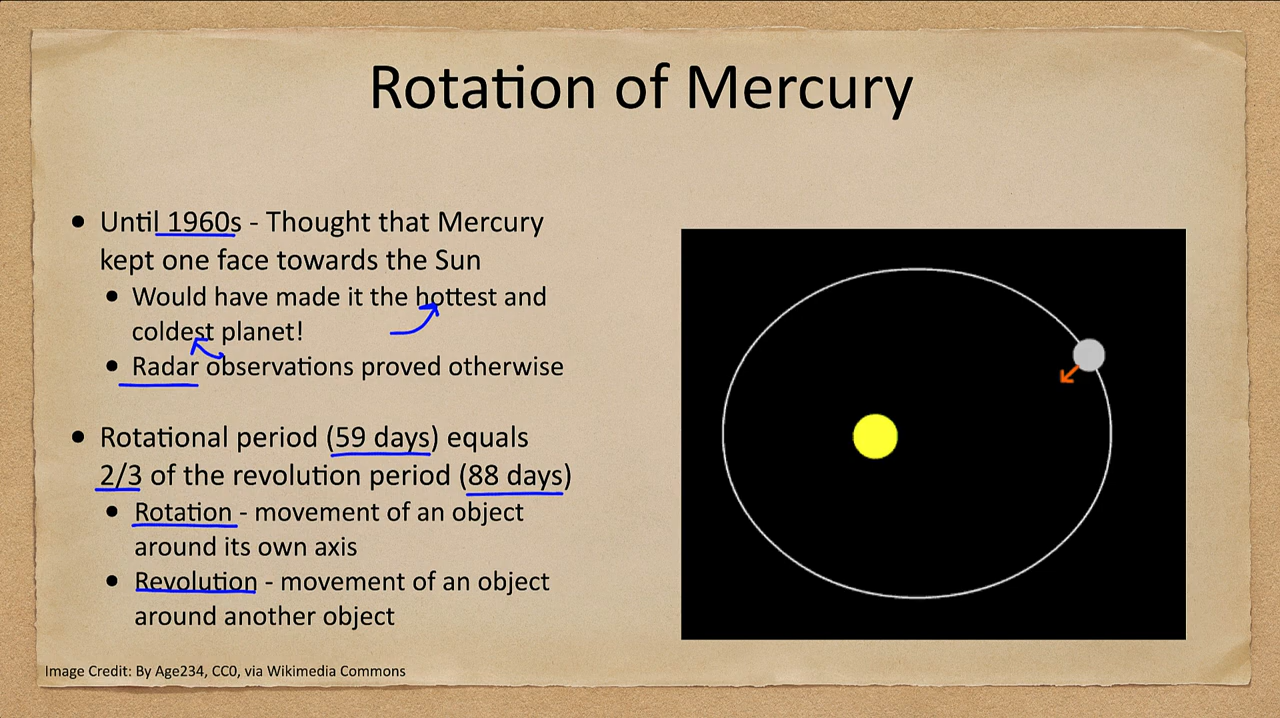 Rotation of Mercury
• Until 1960s - Thought that Mercury
kept one face towards the Sun
• Would have made it the hottest and
coldest planet!
• Radar observations proved otherwise
• Rotational period (59 days) equals
2/3 of the revolution period (88 days)
• Rotation - movement of an object
around its own axis
• Revolution - movement of an object
around another object
Image Credit: By Age234, CC0, via Wikimedia Commons